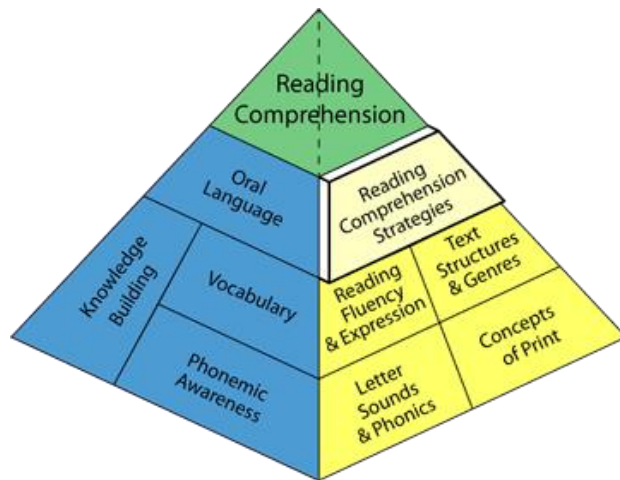 Reading
Comprehension
Oral
Language
Reading
Comprehension
Strategies
Knowledge
Building
Vocabulary
Phonemic
Awareness
Reading
Fluency
& Expression
Text
Structures
& Genres
Letter
Sounds
& Phonics
Concepts
of Print